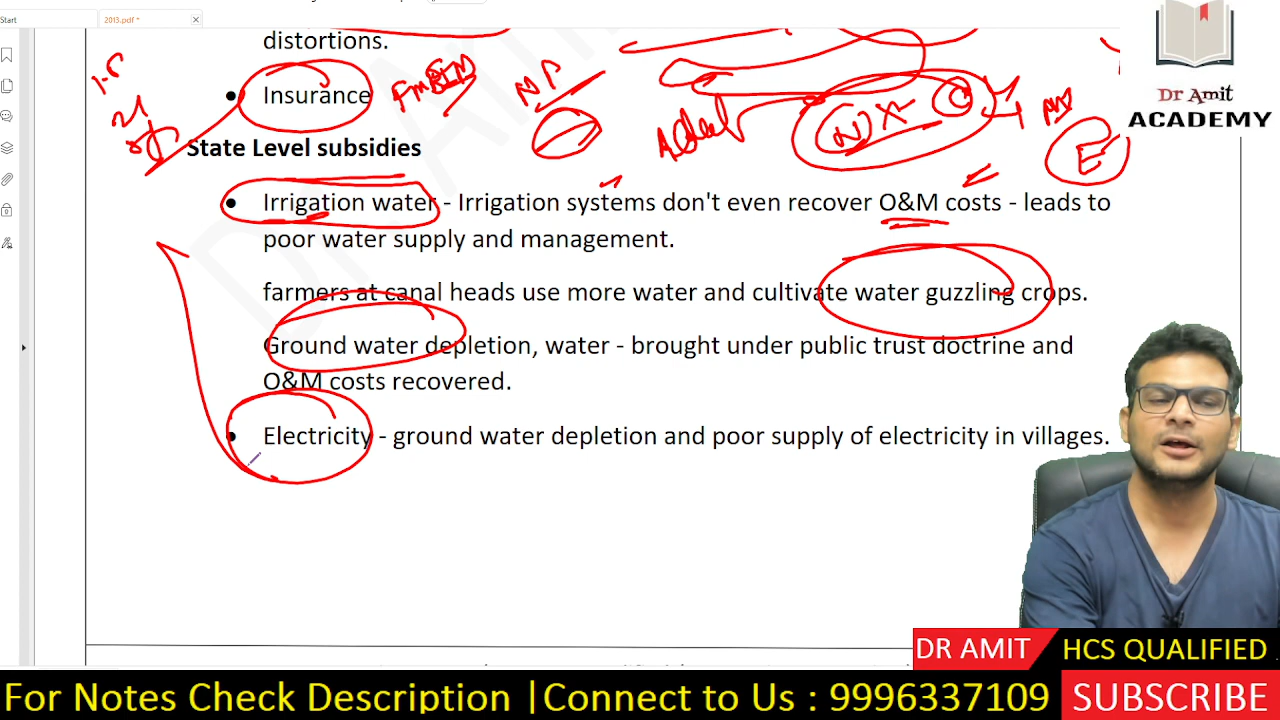 Start
2013.pdf *
distortions.
Insurance
State Level subsidies
Irrigation water - Irrigation systems don't even recover O&M costs - leads to
poor water supply and management.
farmers at canal heads use more water and cultivate water guzzling crops.
Ground water depletion, water - brought under public trust doctrine and
O&M costs recovered.
Electricity - ground water depletion and poor supply of electricity in villages.
Dr Amit
ACADEMY
DR AMIT
HCS QUALIFIED
For Notes Check Description | Connect to Us : 9996337109
SUBSCRIBE